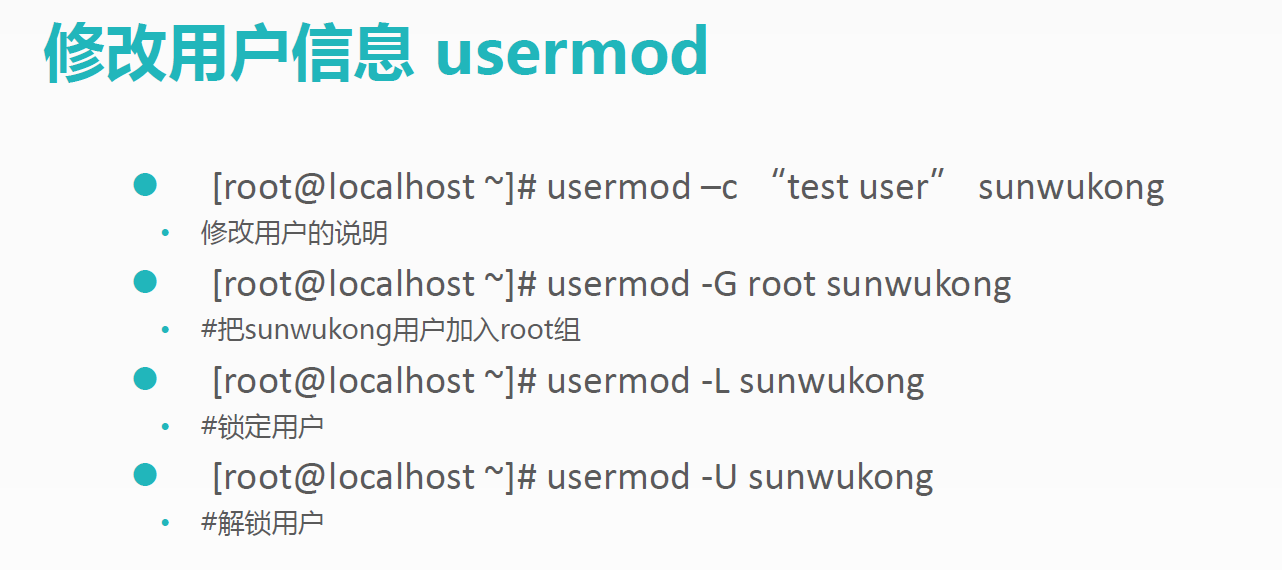 修改用户信息 usermod
● [root@localhost ~]# usermod –c “test user” sunwukong
• 修改用户的说明
● [root@localhost ~]# usermod -G root sunwukong
• #把sunwukong用户加入root组
● [root@localhost ~]# usermod -L sunwukong
• #锁定用户
● [root@localhost ~]# usermod -U sunwukong
• #解锁用户